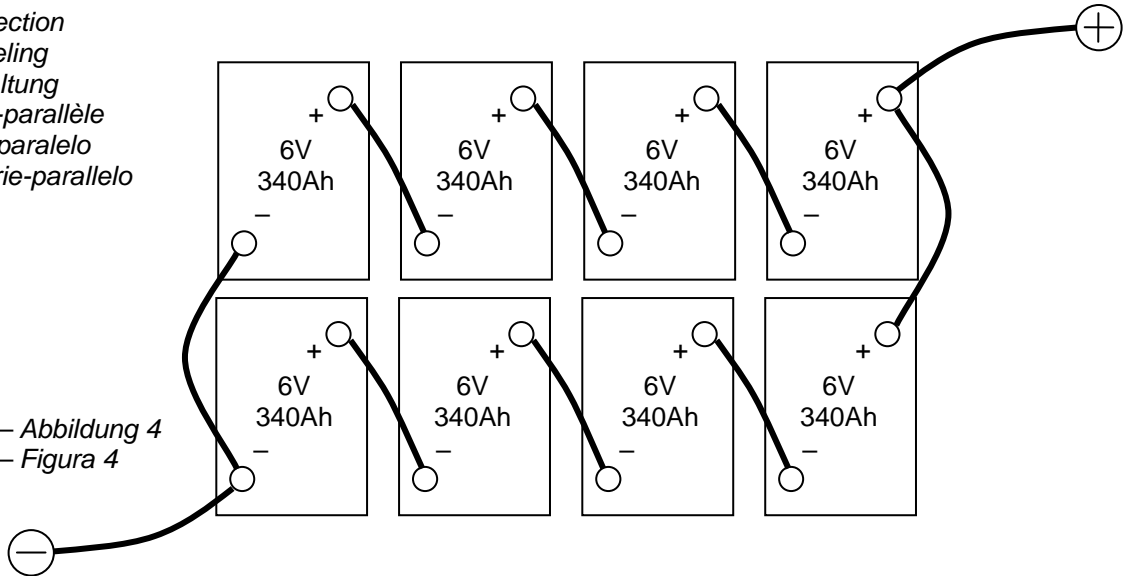 ection
eling
ltung
-parallèle
paralelo
rie-parallelo
+ + + +
6V 6V 6V 6V
340Ah 340Ah 340Ah 340Ah
– – – –
+ + + +
6V 6V 6V 6V
340Ah 340Ah 340Ah 340Ah
– – – –
– Abbildung 4
– Figura 4